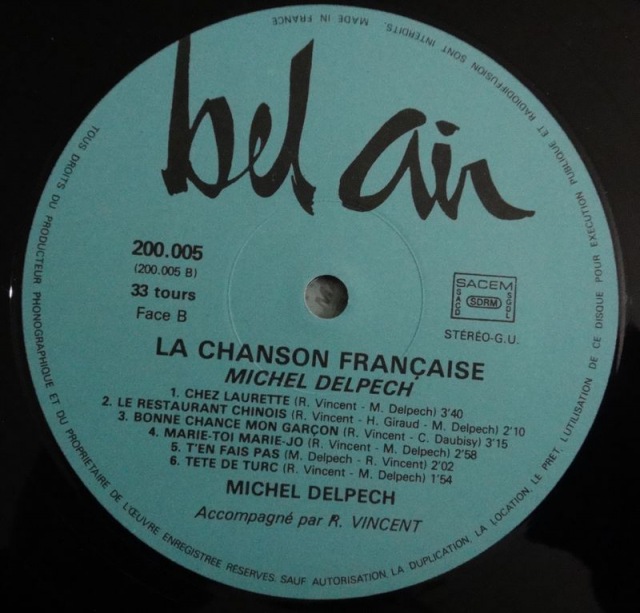 bel air
200.005
(200.005 B)
33 tours
Face B
SACEM
SACD
SDRM
SGDL
STÉRÉO-G.U.
LA CHANSON FRANÇAISE
MICHEL DELPECH
1. CHEZ LAURETTE (R. Vincent - M. Delpech) 3'40
2. LE RESTAURANT CHINOIS (R. Vincent - H. Giraud - M. Delpech) 2'10
3. BONNE CHANCE MON GARÇON (R. Vincent - C. Daubisy) 3'15
4. MARIE-TOI MARIE-JO (R. Vincent - M. Delpech) 2'58
5. T'EN FAIS PAS (M. Delpech - R. Vincent) 2'02
6. TETE DE TURC (R. Vincent - M. Delpech) 1'54
MICHEL DELPECH
Accompagné par R. VINCENT
TOUS DROITS DU PRODUCTEUR PHONOGRAPHIQUE ET DU PROPRIETAIRE DE L'ŒUVRE ENREGISTREE RÉSERVES. SAUF AUTORISATION, LA DUPLICATION, LA LOCATION, LE PRET, L'UTILISATION DE CE DISQUE POUR EXECUTION PUBLIQUE ET RADIODIFFUSION SONT INTERDITS.
MADE IN FRANCE